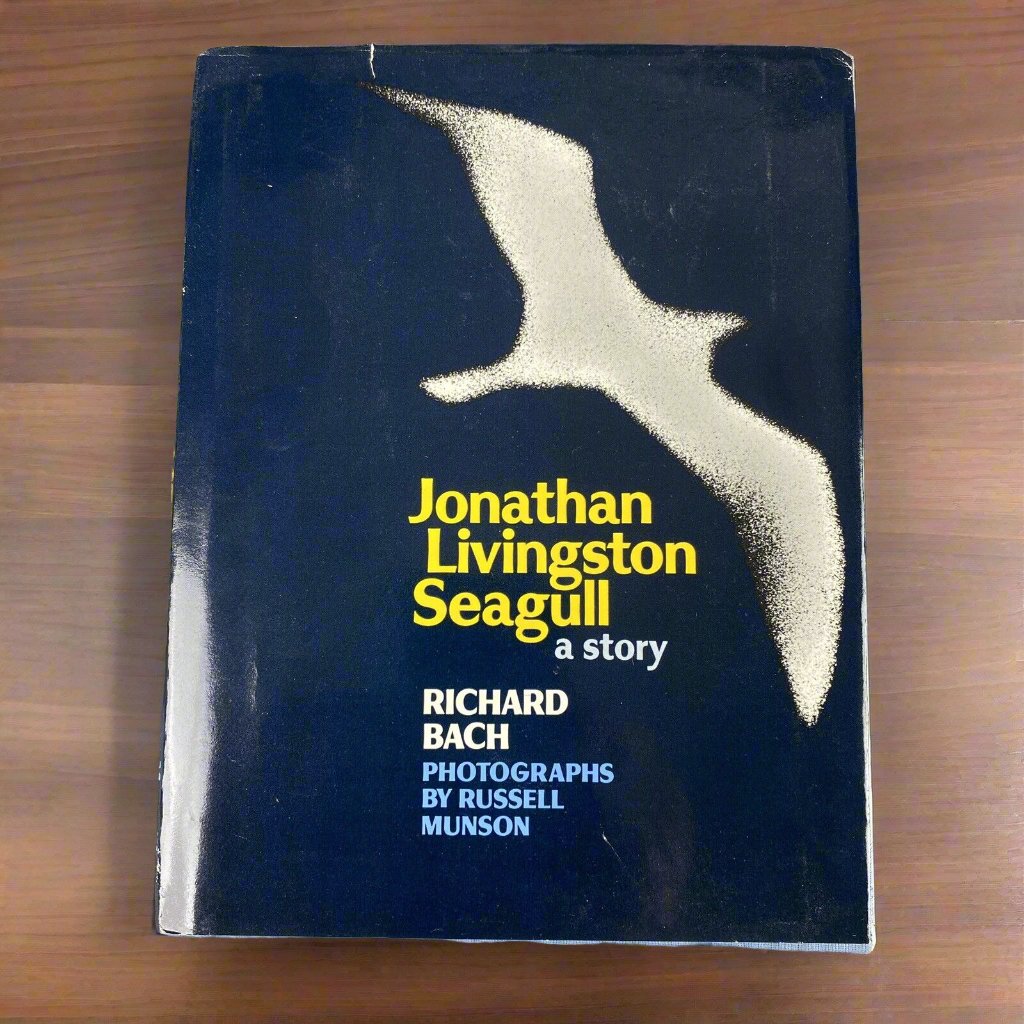 Jonathan
Livingston
Seagull
a story
RICHARD
BACH
PHOTOGRAPHS
BY RUSSELL
MUNSON